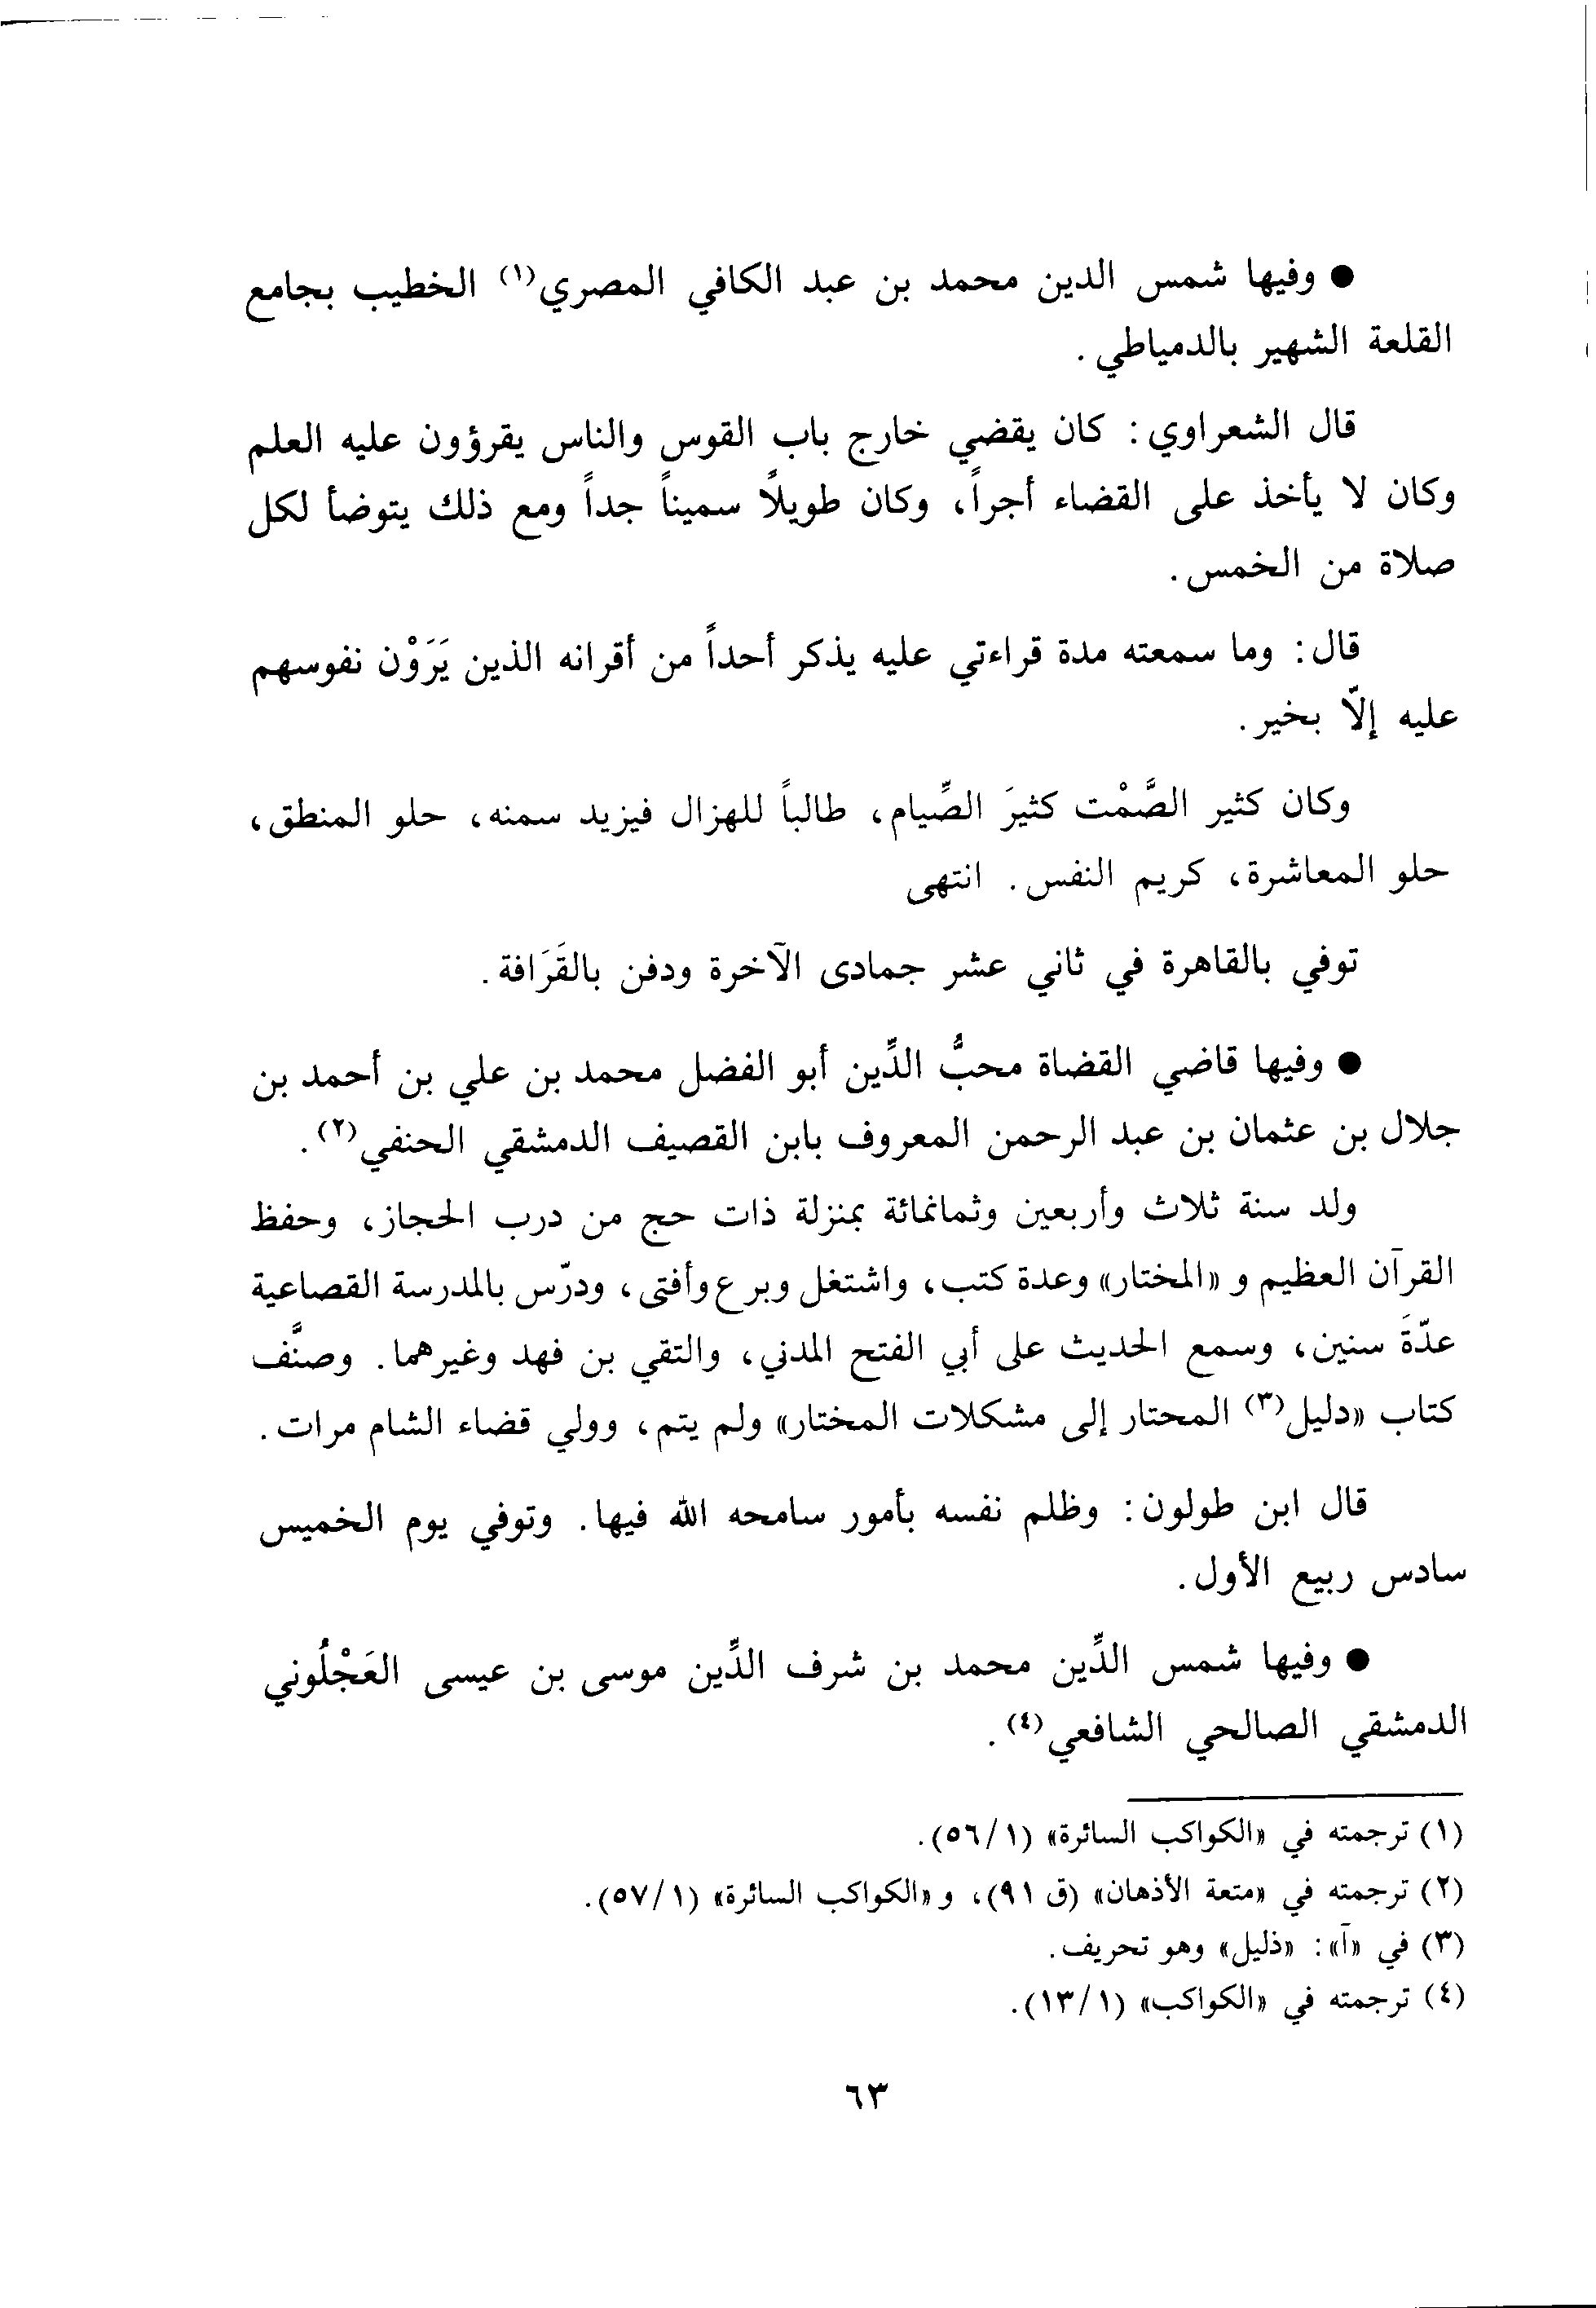 ● وفيها شمس الدين محمد بن عبد الكافي المصري(١) الخطيب بجامع
القلعة الشهير بالدمياطي.
قال الشعراوي: كان يقضي خارج باب القوس والناس يقرؤون عليه العلم
وكان لا يأخذ على القضاء أجراً، وكان طويلاً سميناً جداً ومع ذلك يتوضأ لكل
صلاة من الخمس.
قال: وما سمعته مدة قراءتي عليه يذكر أحداً من أقرانه الذين يَرَوْن نفوسهم
عليه إلّا بخير.
وكان كثير الصَّمْت كثيرَ الصِّيام، طالباً للهزال فيزيد سمنه، حلو المنطق،
حلو المعاشرة، كريم النفس. انتهى
توفي بالقاهرة في ثاني عشر جمادى الآخرة ودفن بالقَرَافة.
● وفيها قاضي القضاة محبُّ الدِّين أبو الفضل محمد بن علي بن أحمد بن
جلال بن عثمان بن عبد الرحمن المعروف بابن القصيف الدمشقي الحنفي(٢).
ولد سنة ثلاث وأربعين وثمانمائة بمنزلة ذات حج من درب الحجاز، وحفظ
القرآن العظيم و «المختار» وعدة كتب، واشتغل وبرع وأفتى، ودرّس بالمدرسة القصاعية
عدّةَ سنين، وسمع الحديث على أبي الفتح المدني، والتقي بن فهد وغيرهما. وصنَّف
كتاب «دليل(٣) المحتار إلى مشكلات المختار» ولم يتم، وولي قضاء الشام مرات.
قال ابن طولون: وظلم نفسه بأمور سامحه الله فيها. وتوفي يوم الخميس
سادس ربيع الأول.
● وفيها شمس الدِّين محمد بن شرف الدِّين موسى بن عيسى العَجْلُوني
الدمشقي الصالحي الشافعي(٤).
(١) ترجمته في «الكواكب السائرة» (٥٦/١).
(٢) ترجمته في «متعة الأذهان» (ق ٩١)، و «الكواكب السائرة» (٥٧/١).
(٣) في «آ»: «ذليل» وهو تحريف.
(٤) ترجمته في «الكواكب» (١٣/١).
٦٣